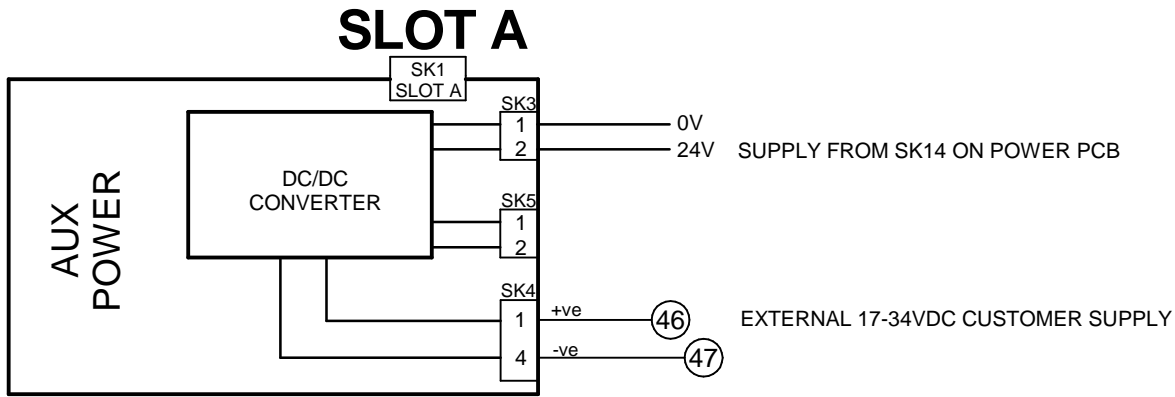 SLOT A
SK1
SLOT A
SK3
1
0V
2
24V
SUPPLY FROM SK14 ON POWER PCB
DC/DC
CONVERTER
AUX
POWER
SK5
1
2
SK4
1
+ve
46
EXTERNAL 17-34VDC CUSTOMER SUPPLY
4
-ve
47